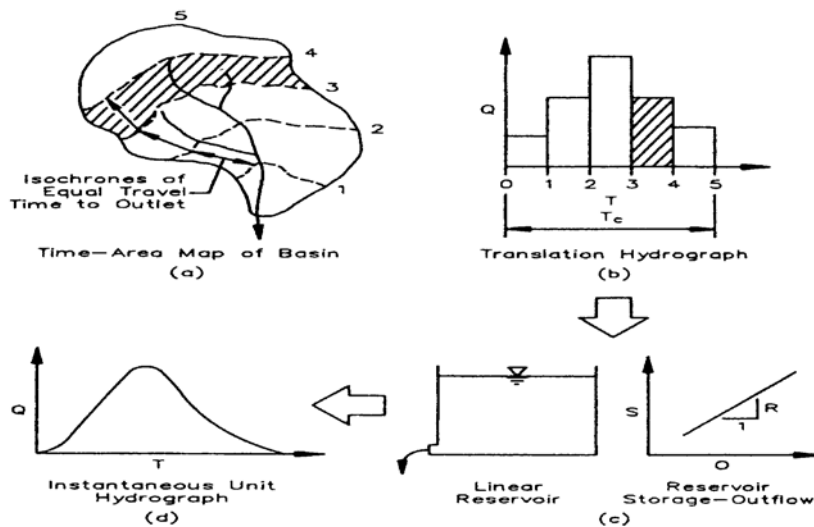 5
4
3
2
1
Isochrones of
Equal Travel
Time to Outlet
Time-Area Map of Basin
(a)
Q
0 1 2 3 4 5
T
Tc
Translation Hydrograph
(b)
Q
T
Instantaneous Unit
Hydrograph
(d)
Linear
Reservoir
S
R
1
O
Reservoir
Storage-Outflow
(c)